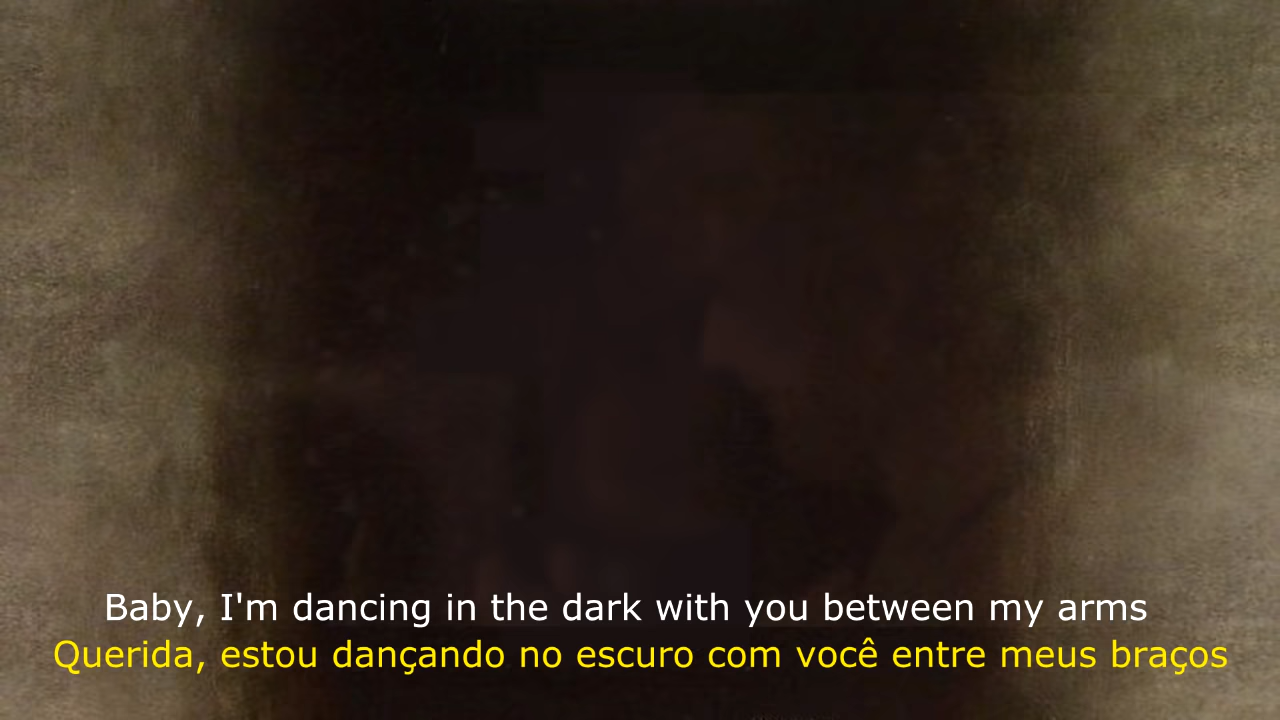 Baby, I'm dancing in the dark with you between my arms
Querida, estou dançando no escuro com você entre meus braços